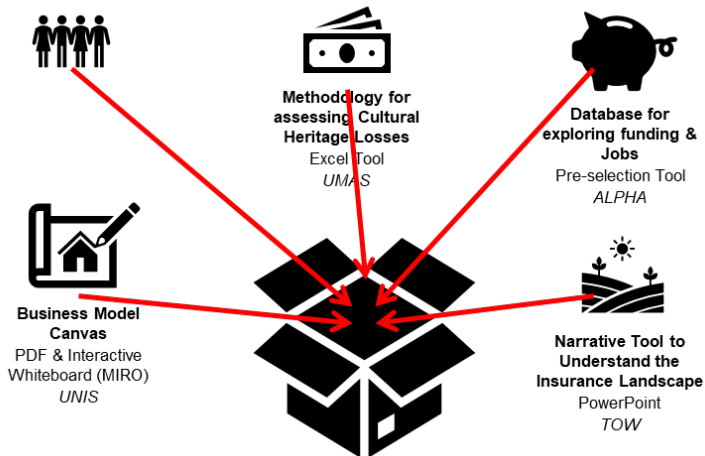 Methodology for
assessing Cultural
Heritage Losses
Excel Tool
UMAS
Database for
exploring funding &
Jobs
Pre-selection Tool
ALPHA
Business Model
Canvas
PDF & Interactive
Whiteboard (MIRO)
UNIS
Narrative Tool to
Understand the
Insurance Landscape
PowerPoint
TOW